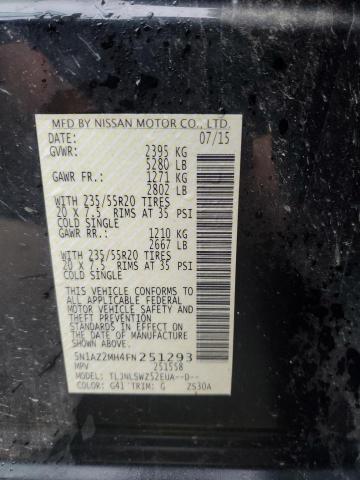 MFD BY NISSAN MOTOR CO., LTD.
DATE: 07/15
GVWR: 2395 KG
5280 LB
GAWR FR.: 1271 KG
2802 LB
WITH 235/55R20 TIRES
20 X 7.5 RIMS AT 35 PSI
COLD SINGLE
GAWR RR.: 1210 KG
2667 LB
WITH 235/55R20 TIRES
20 X 7.5 RIMS AT 35 PSI
COLD SINGLE
THIS VEHICLE CONFORMS TO
ALL APPLICABLE FEDERAL
MOTOR VEHICLE SAFETY
STANDARDS IN EFFECT ON
THE DATE OF MANUFACTURE
SHOWN ABOVE.
5N1AZ2MH4FN251293
MPV 251558
MODEL: TLJNLSWZ52EUA--D--
COLOR: G41 TRIM: G ZS30A